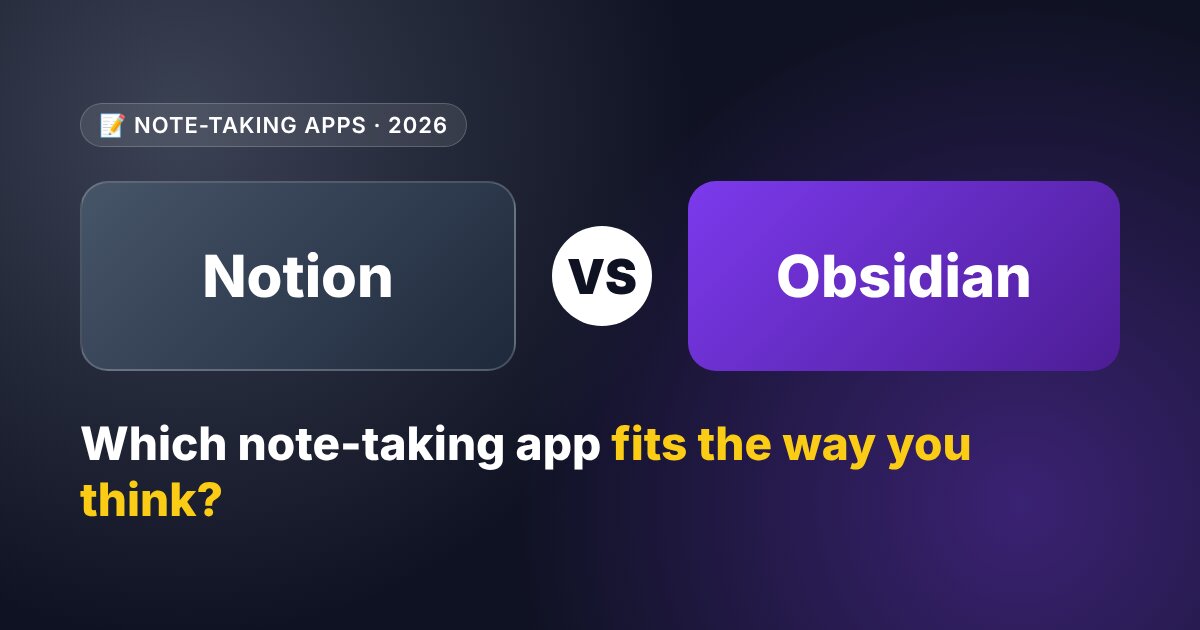 📝 NOTE-TAKING APPS · 2026
Notion
VS
Obsidian
Which note-taking app fits the way you
think?